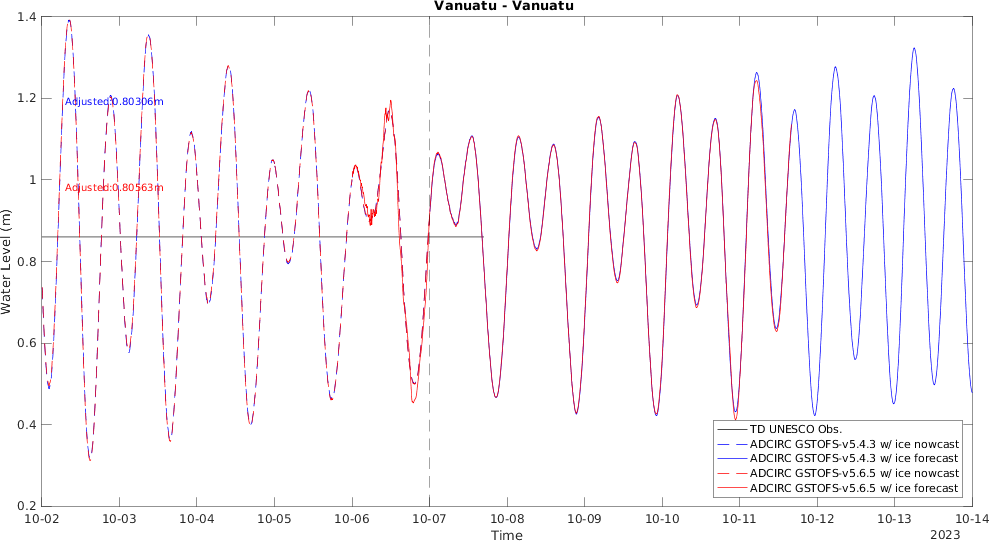 Vanuatu - Vanuatu
1.4
1.2
1
0.8
0.6
0.4
0.2
Water Level (m)
Adjusted:0.80306m
Adjusted:0.80563m
TD UNESCO Obs.
ADCIRC GSTOFS-v5.4.3 w/ ice nowcast
ADCIRC GSTOFS-v5.4.3 w/ ice forecast
ADCIRC GSTOFS-v5.6.5 w/ ice nowcast
ADCIRC GSTOFS-v5.6.5 w/ ice forecast
10-02 10-03 10-04 10-05 10-06 10-07 10-08 10-09 10-10 10-11 10-12 10-13 10-14
Time
2023